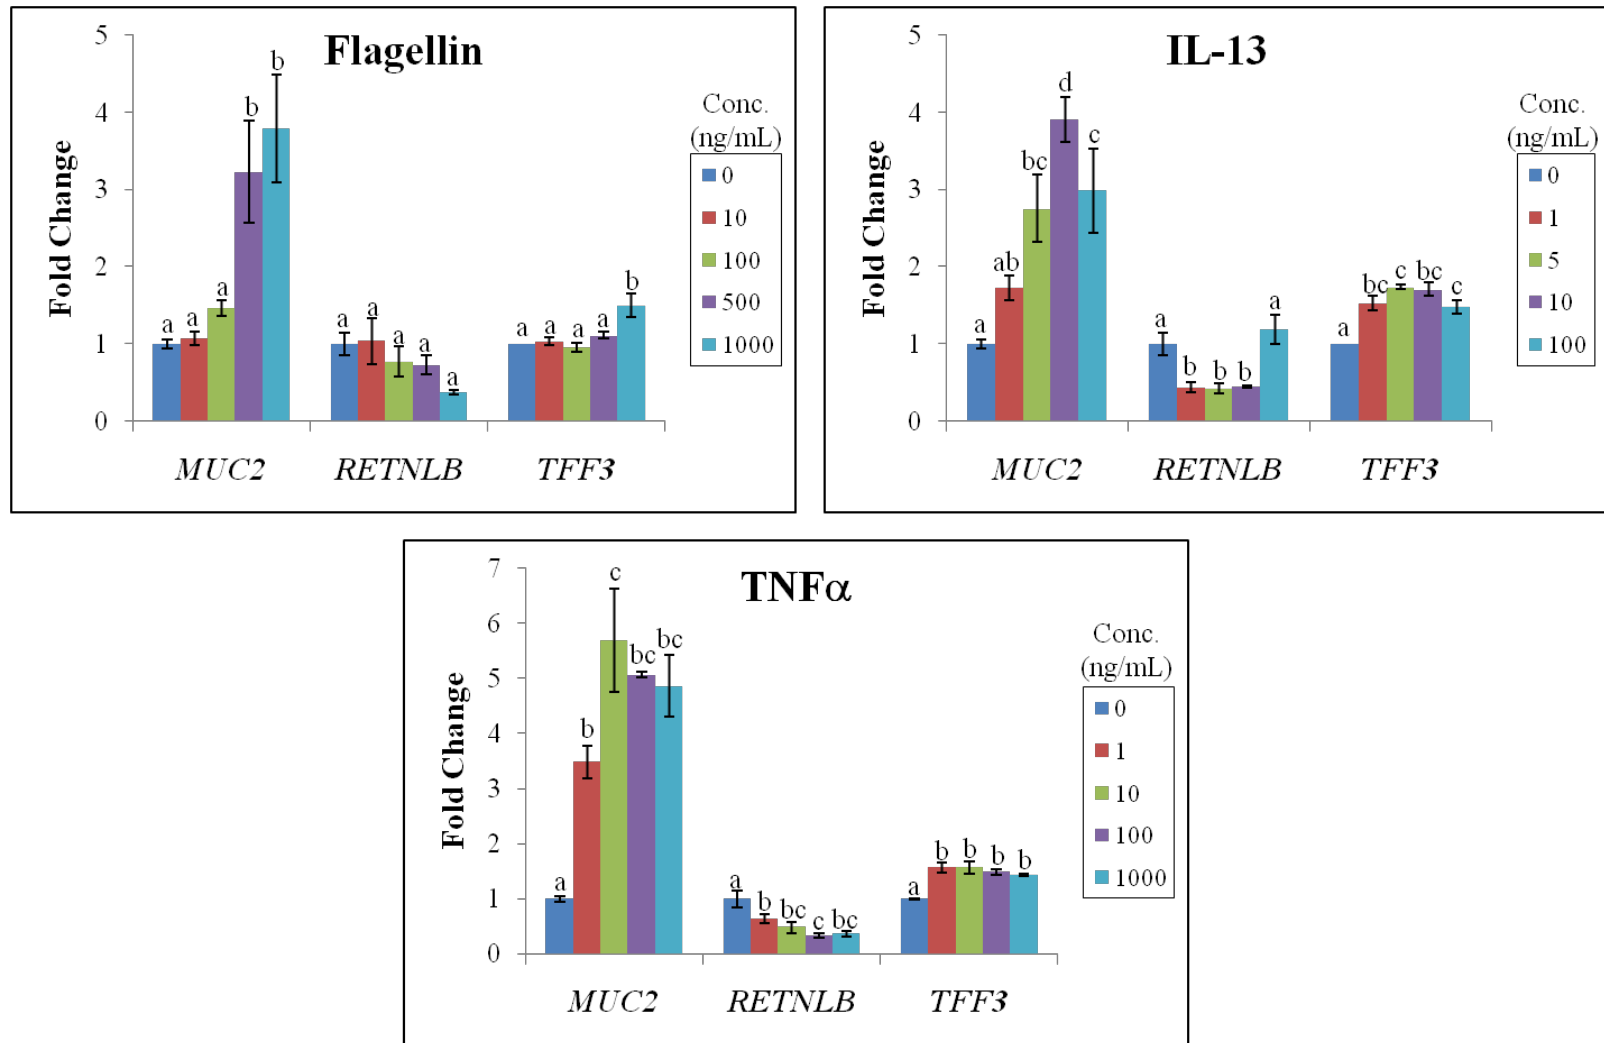 Flagellin
Fold Change
5
4
3
2
1
0
a a a b b
a a a a a
a a a a b
MUC2 RETNLB TFF3
Conc.
(ng/mL)
0
10
100
500
1000
IL-13
Fold Change
5
4
3
2
1
0
a ab bc d c
a b b b a
a bc c bc c
MUC2 RETNLB TFF3
Conc.
(ng/mL)
0
1
5
10
100
TNFα
Fold Change
7
6
5
4
3
2
1
0
a b c bc bc
a b bc c bc
a b b b b
MUC2 RETNLB TFF3
Conc.
(ng/mL)
0
1
10
100
1000